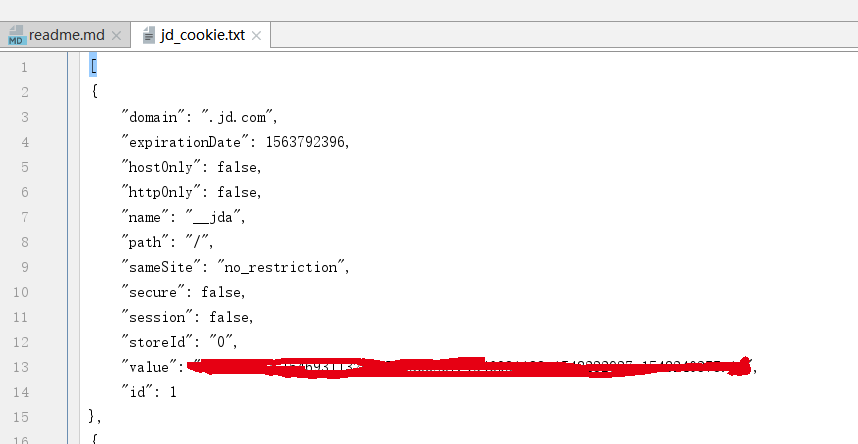 readme.md jd_cookie.txt
1 [
2 {
3 "domain": ".jd.com",
4 "expirationDate": 1563792396,
5 "hostOnly": false,
6 "httpOnly": false,
7 "name": "__jda",
8 "path": "/",
9 "sameSite": "no_restriction",
10 "secure": false,
11 "session": false,
12 "storeId": "0",
13 "value": ",
14 "id": 1
15 },
16 {